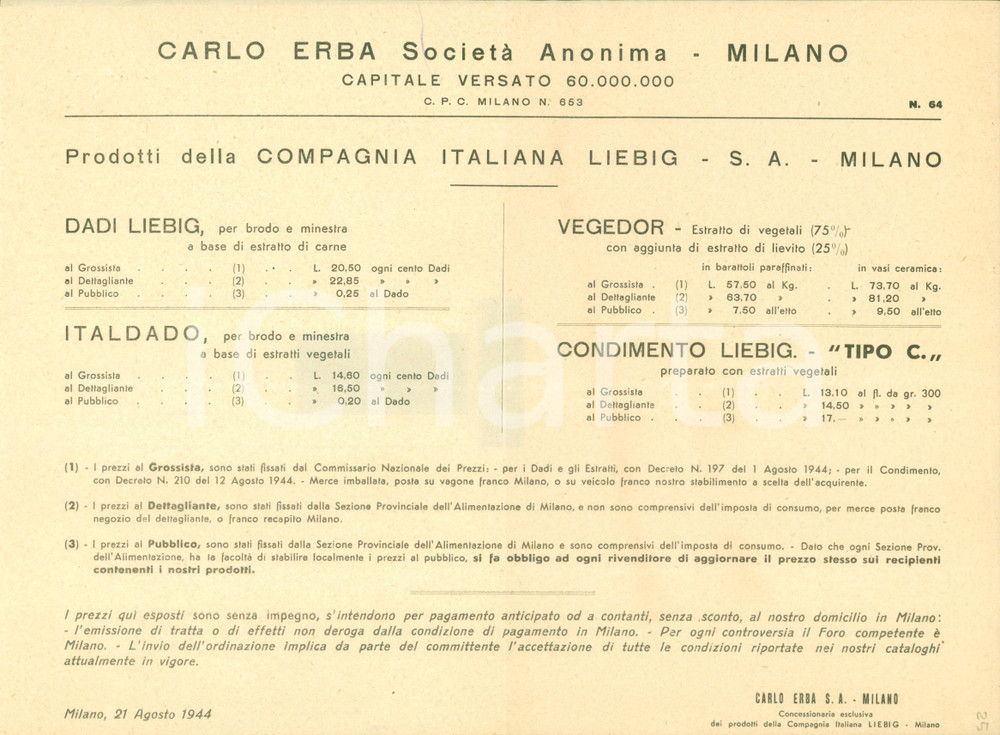 CARLO ERBA Società Anonima - MILANO
CAPITALE VERSATO 60.000.000
C. P. C. MILANO N. 653
N. 64
Prodotti della COMPAGNIA ITALIANA LIEBIG - S. A. - MILANO
DADI LIEBIG, per brodo e minestra
a base di estratto di carne
al Grossista . . . . (1) . . . L. 20,50 ogni cento Dadi
al Dettagliante . . . . (2) . . » 22,85 » » »
al Pubblico . . . . (3) . . » 0,25 al Dado
ITALDADO, per brodo e minestra
a base di estratti vegetali
al Grossista . . . . (1) . . L. 14,60 ogni cento Dadi
al Dettagliante . . . . (2) . . » 16,50 » » »
al Pubblico . . . . (3) . . » 0,20 al Dado
VEGEDOR - Estratto di vegetali (75%)-
con aggiunta di estratto di lievito (25%)
in barattoli paraffinati: in vasi ceramica:
al Grossista . (1) L. 57.50 al Kg. . L. 73,70 al Kg.
al Dettagliante (2) » 63.70 » . » 81,20 »
al Pubblico . (3) » 7.50 all'etto . » 9,50 all'etto
CONDIMENTO LIEBIG. - "TIPO C.„
preparato con estratti vegetali
al Grossista . . (1) . . L. 13,10 al fl. da gr. 300
al Dettagliante . . (2) . . » 14,50 » » » » »
al Pubblico . . . (3) . . » 17.— » » » » »
(1) - I prezzi al Grossista, sono stati fissati dal Commissario Nazionale dei Prezzi: - per i Dadi e gli Estratti, con Decreto N. 197 del 1 Agosto 1944; - per il Condimento,
con Decreto N. 210 del 12 Agosto 1944. - Merce imballata, posta su vagone franco Milano, o su veicolo franco nostro stabilimento a scelta dell'acquirente.
(2) - I prezzi al Dettagliante, sono stati fissati dalla Sezione Provinciale dell'Alimentazione di Milano, e non sono comprensivi dell'imposta di consumo, per merce posta franco
negozio del dettagliante, o franco recapito Milano.
(3) - I prezzi al Pubblico, sono stati fissati dalla Sezione Provinciale dell'Alimentazione di Milano e sono comprensivi dell'imposta di consumo. - Dato che ogni Sezione Prov.
dell'Alimentazione, ha la facoltà di stabilire localmente i prezzi al pubblico, si fa obbligo ad ogni rivenditore di aggiornare il prezzo stesso sui recipienti
contenenti i nostri prodotti.
I prezzi quì esposti sono senza impegno, s'intendono per pagamento anticipato od a contanti, senza sconto, al nostro domicilio in Milano:
- l'emissione di tratta o di effetti non deroga dalla condizione di pagamento in Milano. - Per ogni controversia il Foro competente è
Milano. - L'invio dell'ordinazione Implica da parte del committente l'accettazione di tutte le condizioni riportate nei nostri cataloghi
attualmente in vigore.
Milano, 21 Agosto 1944
CARLO ERBA S. A. - MILANO
Concessionaria esclusiva
dei prodotti della Compagnia Italiana LIEBIG - Milano
25
iCharta